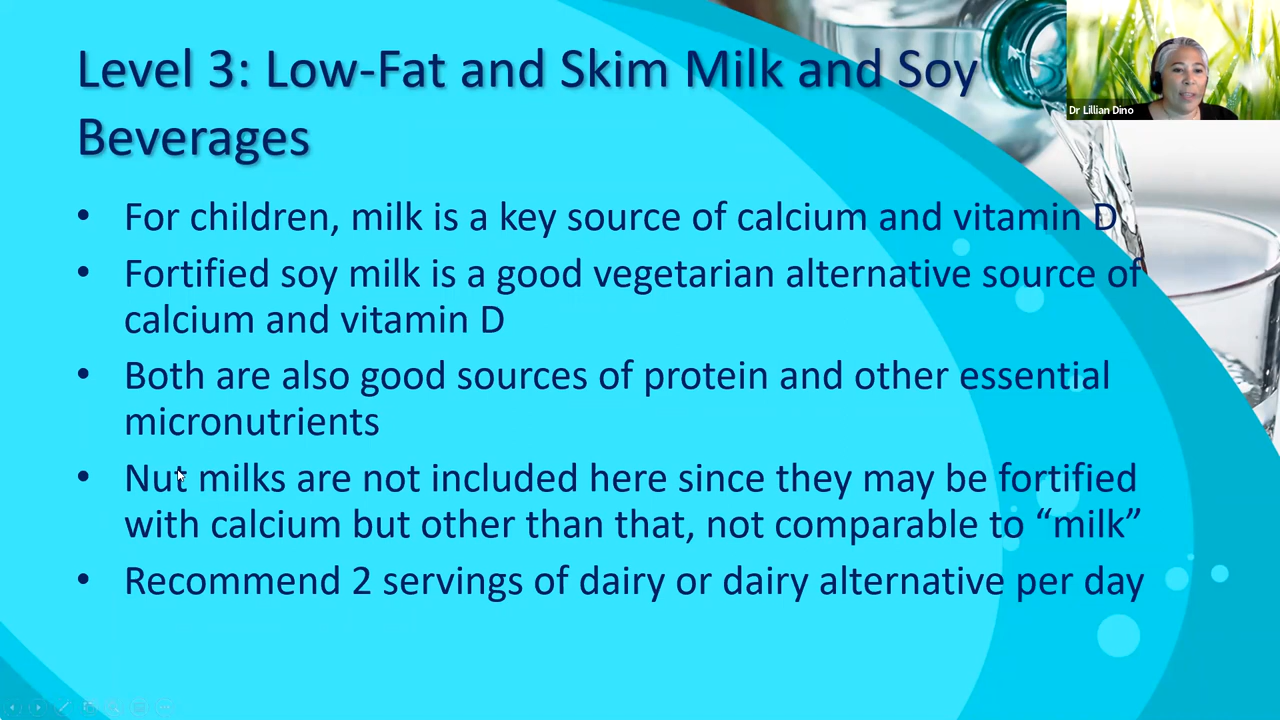 Level 3: Low-Fat and Skim Milk and Soy
Beverages
Dr Lillian Dino
• For children, milk is a key source of calcium and vitamin D
• Fortified soy milk is a good vegetarian alternative source of
calcium and vitamin D
• Both are also good sources of protein and other essential
micronutrients
• Nut milks are not included here since they may be fortified
with calcium but other than that, not comparable to “milk”
• Recommend 2 servings of dairy or dairy alternative per day